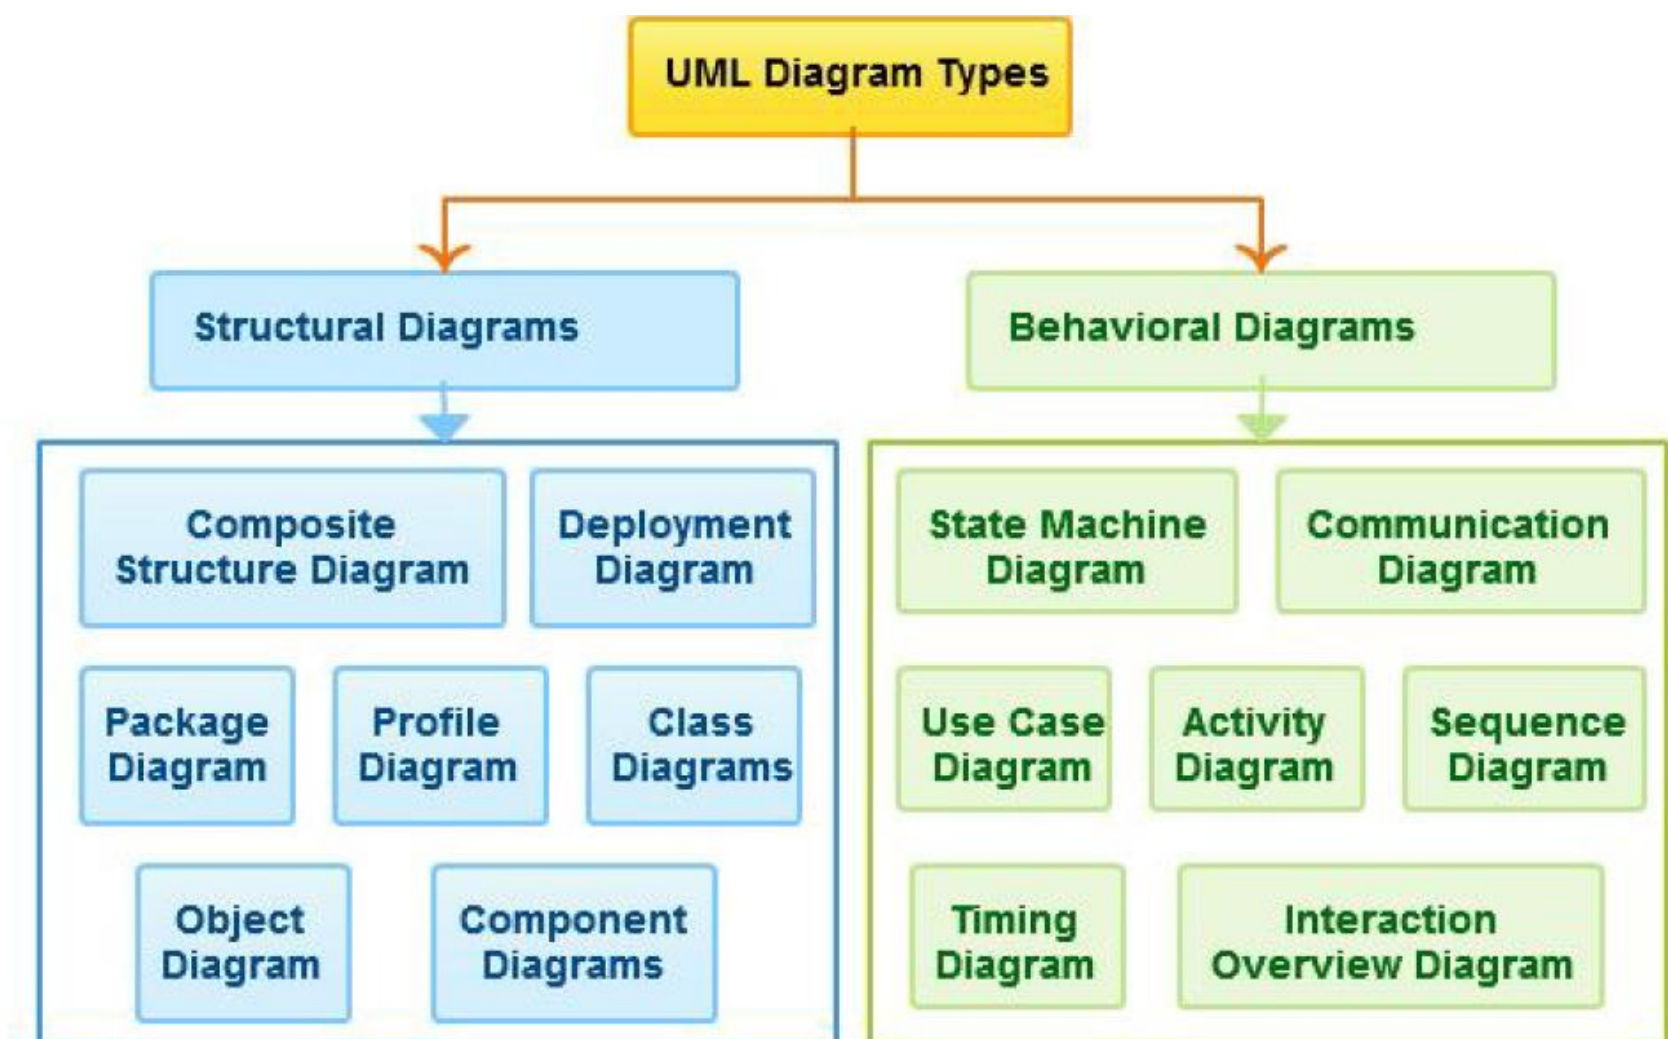 UML Diagram Types
Structural Diagrams
Behavioral Diagrams
Composite
Structure Diagram
Deployment
Diagram
Package
Diagram
Profile
Diagram
Class
Diagrams
Object
Diagram
Component
Diagrams
State Machine
Diagram
Communication
Diagram
Use Case
Diagram
Activity
Diagram
Sequence
Diagram
Timing
Diagram
Interaction
Overview Diagram